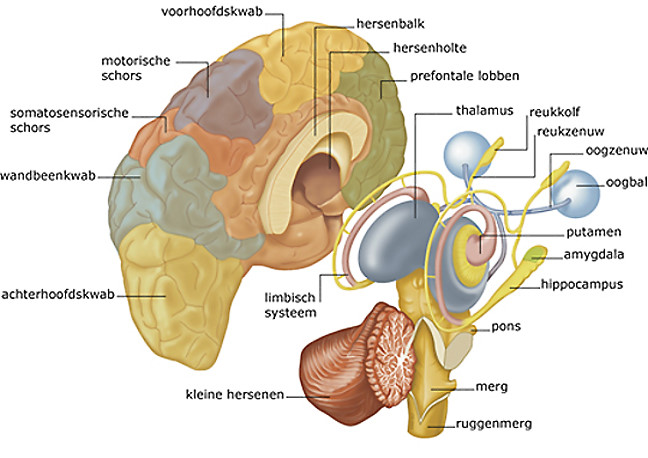 voorhoofdskwab
hersenbalk
hersenholte
motorische
schors
prefontale lobben
somatosensorische
schors
thalamus
reukkolf
reukzenuw
oogzenuw
wandbeenkwab
oogbal
putamen
amygdala
hippocampus
achterhoofdskwab
limbisch
systeem
pons
kleine hersenen
merg
ruggenmerg